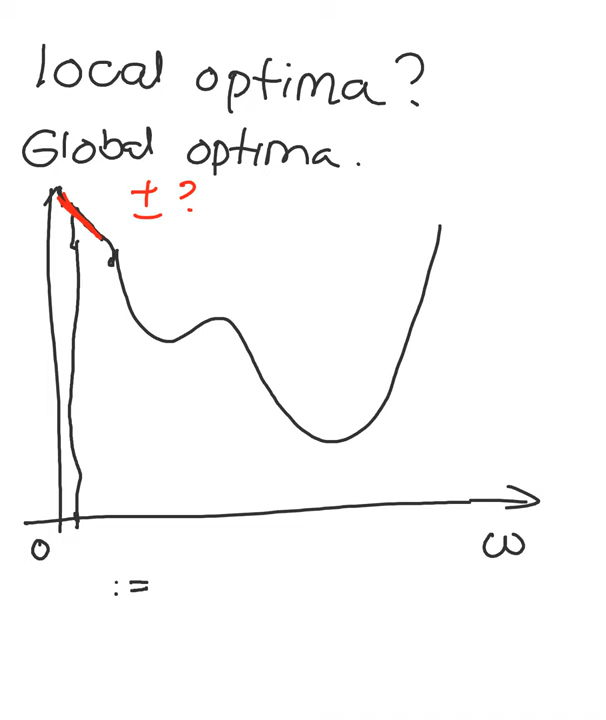 local optima?
Global optima.
± ?
0
ω
:=